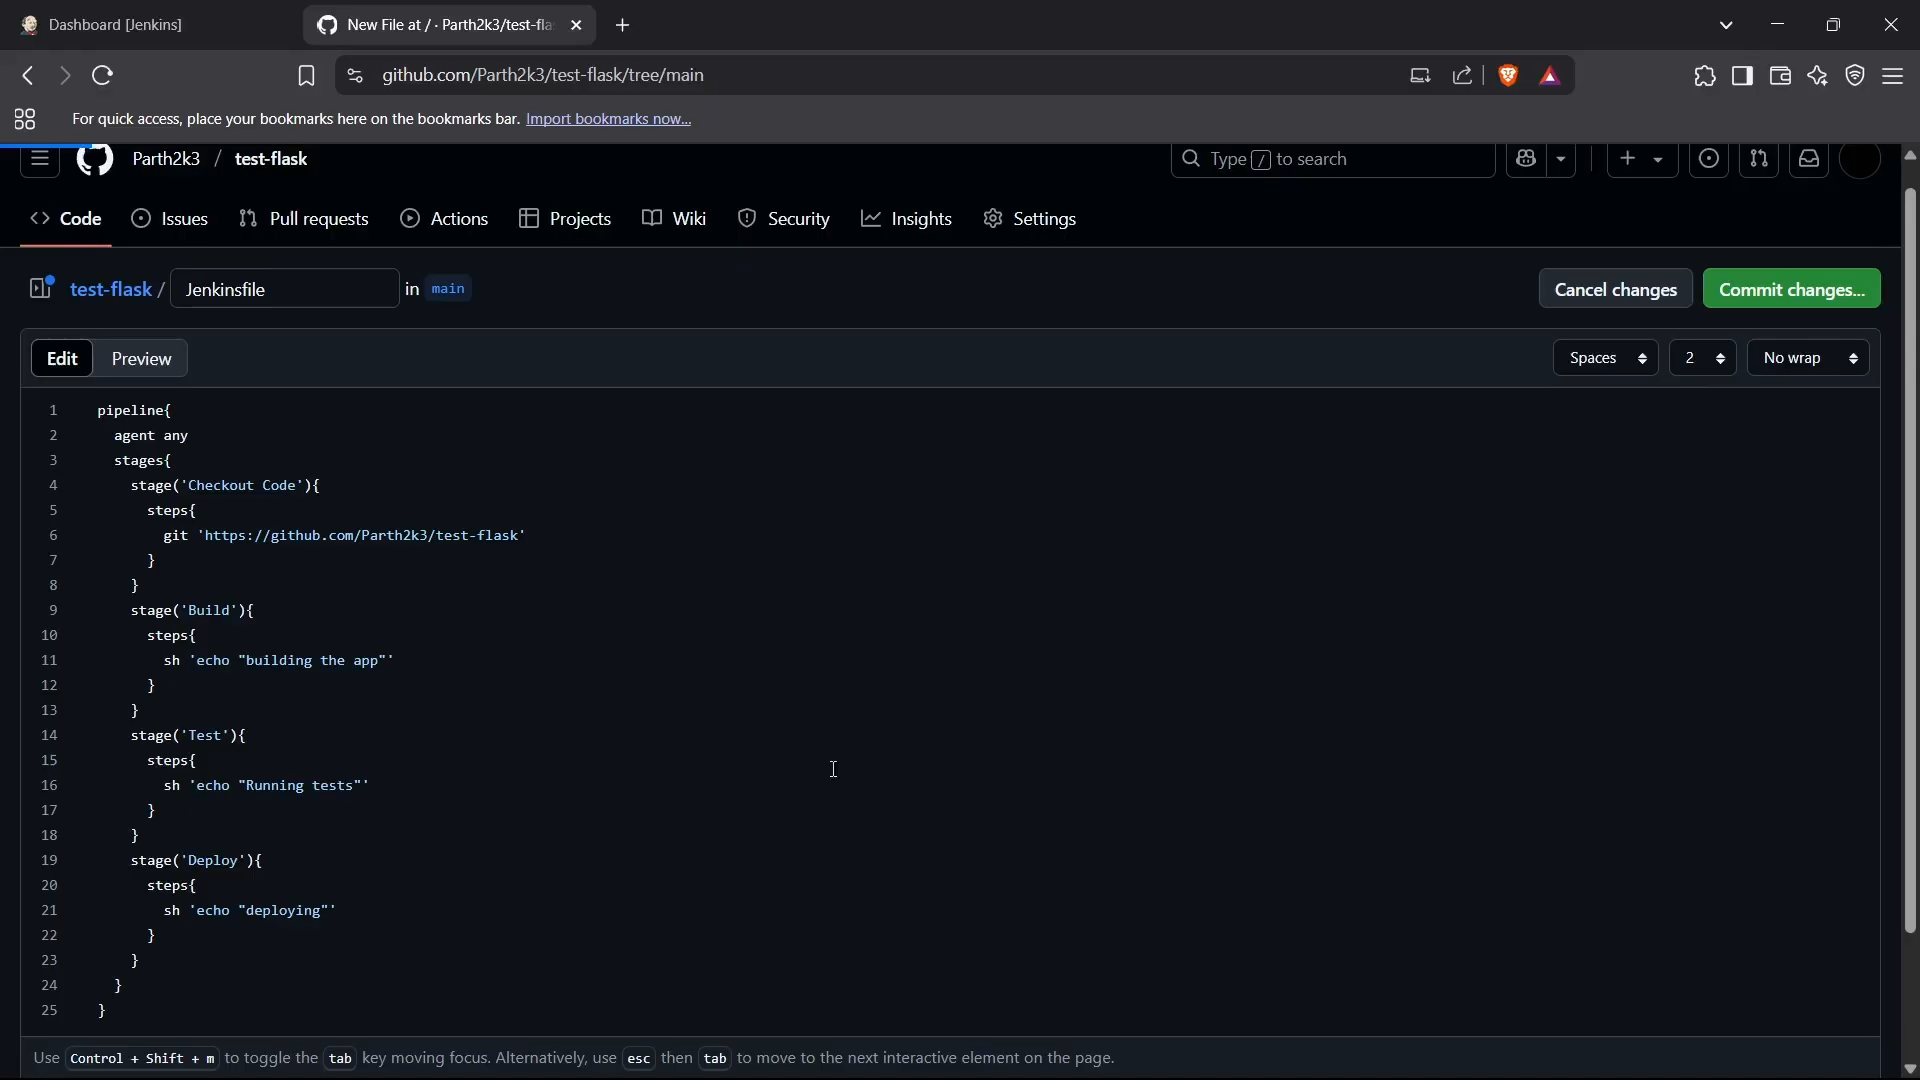 Dashboard [Jenkins]
New File at / · Parth2k3/test-fla
github.com/Parth2k3/test-flask/tree/main
For quick access, place your bookmarks here on the bookmarks bar. Import bookmarks now...
Parth2k3 / test-flask
Type / to search
<> Code
Issues
Pull requests
Actions
Projects
Wiki
Security
Insights
Settings
test-flask / Jenkinsfile in main
Cancel changes
Commit changes...
Edit
Preview
Spaces
2
No wrap
1 pipeline{
2 agent any
3 stages{
4 stage('Checkout Code'){
5 steps{
6 git 'https://github.com/Parth2k3/test-flask'
7 }
8 }
9 stage('Build'){
10 steps{
11 sh 'echo "building the app"'
12 }
13 }
14 stage('Test'){
15 steps{
16 sh 'echo "Running tests"'
17 }
18 }
19 stage('Deploy'){
20 steps{
21 sh 'echo "deploying"'
22 }
23 }
24 }
25 }
Use Control + Shift + m to toggle the tab key moving focus. Alternatively, use esc then tab to move to the next interactive element on the page.